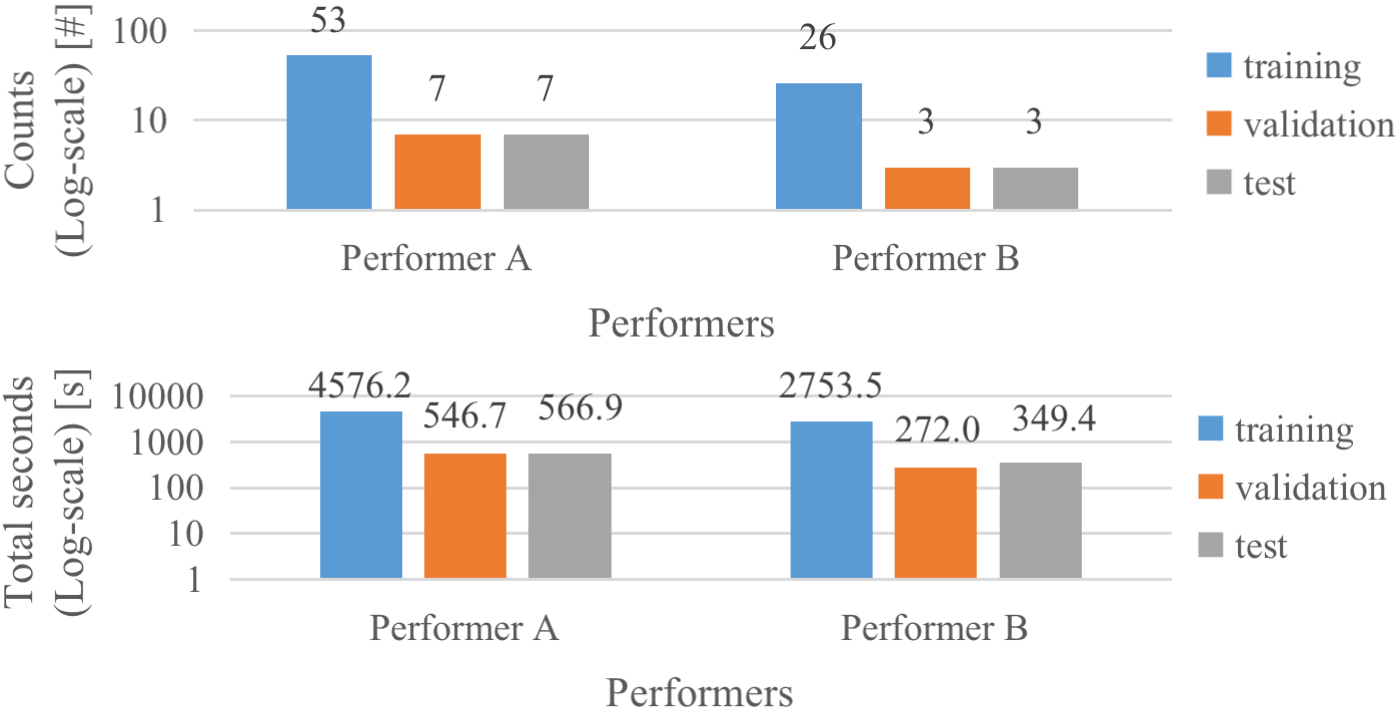 Counts
(Log-scale) [#]
100
10
1
53
7
7
26
3
3
Performer A
Performer B
Performers
training
validation
test
Total seconds
(Log-scale) [s]
10000
1000
100
10
1
4576.2
546.7
566.9
2753.5
272.0
349.4
Performer A
Performer B
Performers
training
validation
test